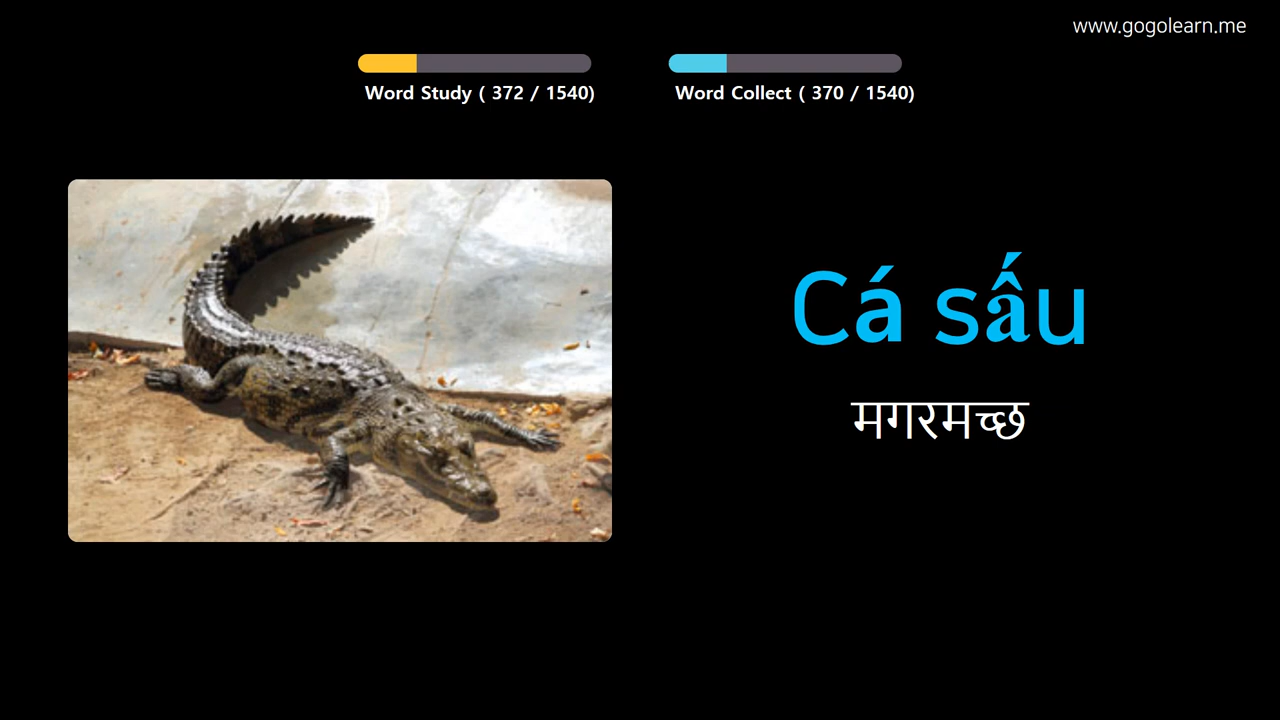 www.gogolearn.me
Word Study ( 372 / 1540)
Word Collect ( 370 / 1540)
Cá sấu
मगरमच्छ